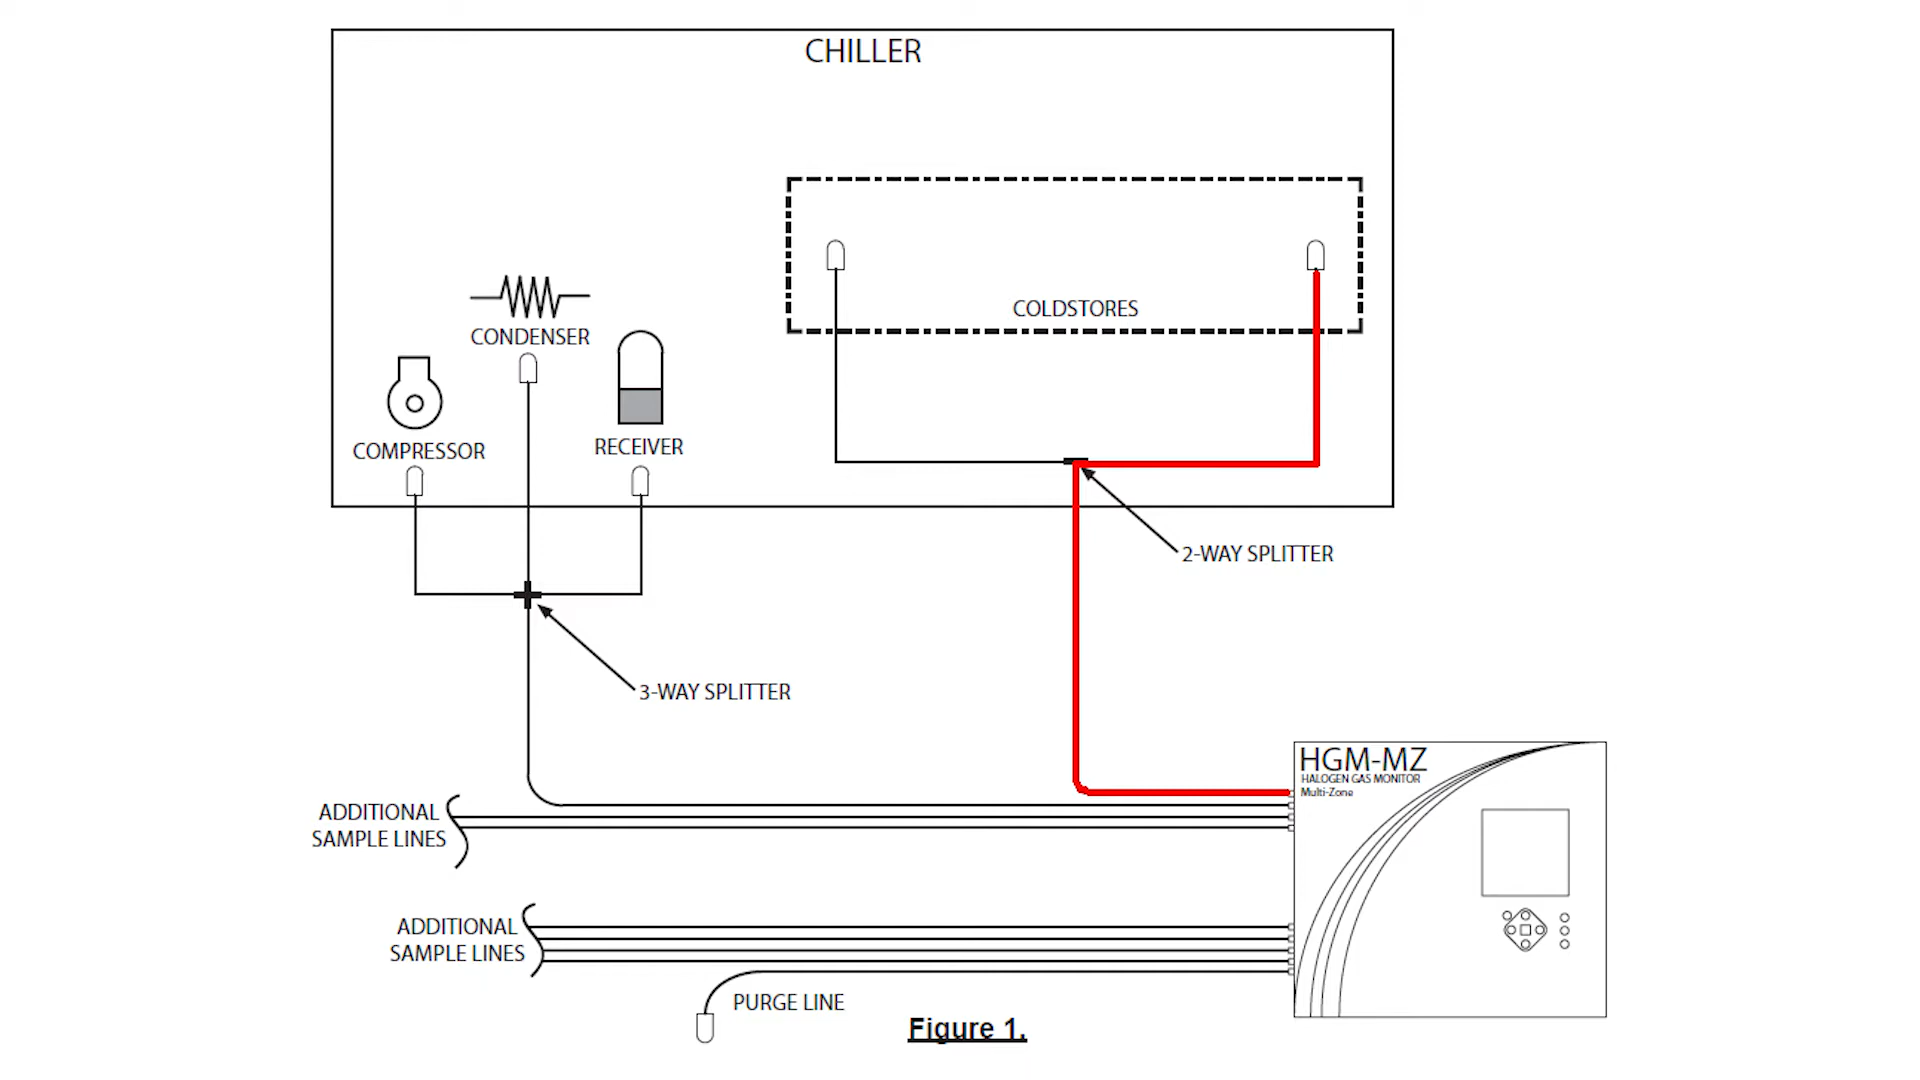 CHILLER
COLDSTORES
CONDENSER
COMPRESSOR
RECEIVER
2-WAY SPLITTER
3-WAY SPLITTER
HGM-MZ
HALOGEN GAS MONITOR
Multi-Zone
ADDITIONAL
SAMPLE LINES
ADDITIONAL
SAMPLE LINES
PURGE LINE
Figure 1.